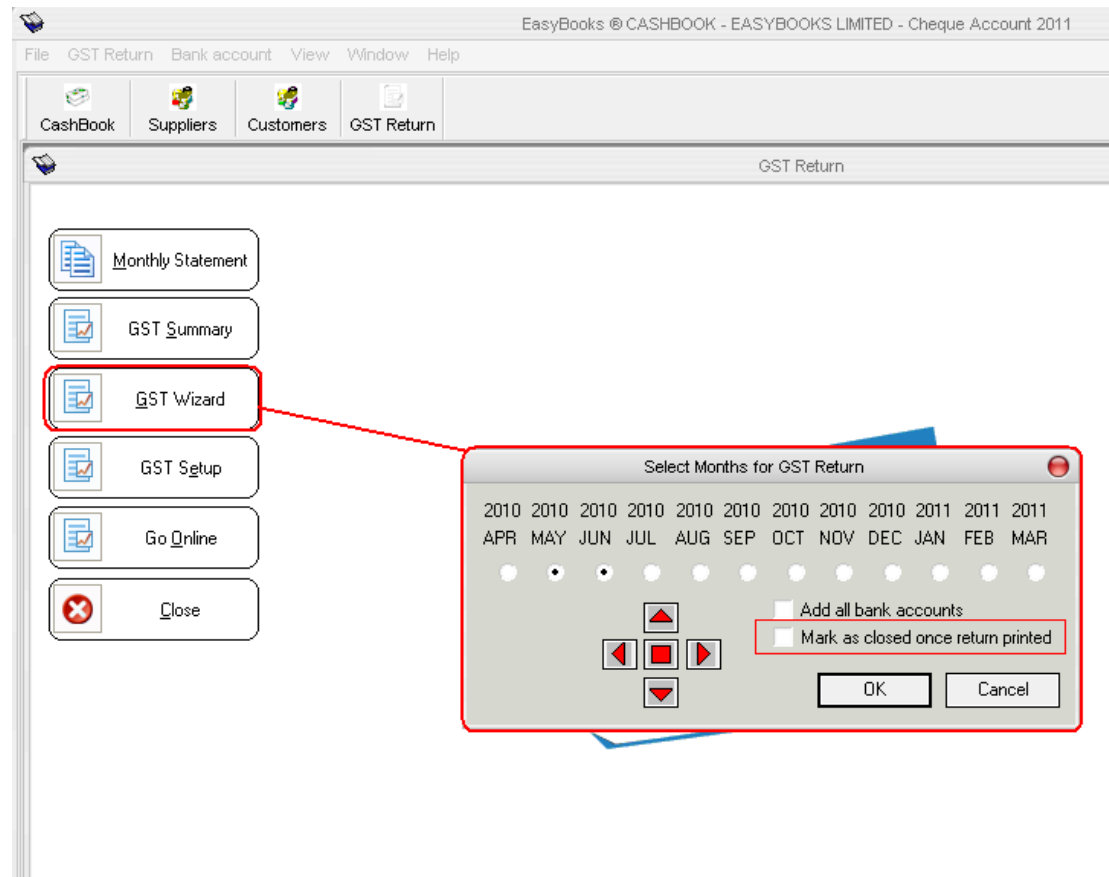 EasyBooks ® CASHBOOK - EASYBOOKS LIMITED - Cheque Account 2011
File GST Return Bank account View Window Help
CashBook Suppliers Customers GST Return
GST Return
Monthly Statement
GST Summary
GST Wizard
GST Setup
Go Online
Close
Select Months for GST Return
2010 2010 2010 2010 2010 2010 2010 2010 2010 2011 2011 2011
APR MAY JUN JUL AUG SEP OCT NOV DEC JAN FEB MAR
Add all bank accounts
Mark as closed once return printed
OK Cancel